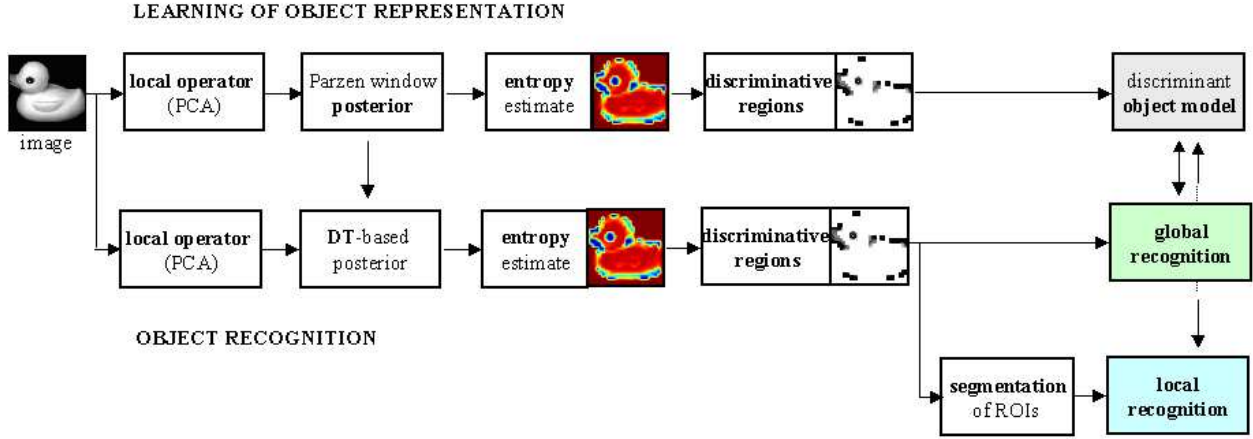 LEARNING OF OBJECT REPRESENTATION
local operator
(PCA)
Parzen window
posterior
entropy
estimate
discriminative
regions
discriminant
object model
image
local operator
(PCA)
DT-based
posterior
entropy
estimate
discriminative
regions
global
recognition
OBJECT RECOGNITION
segmentation
of ROIs
local
recognition